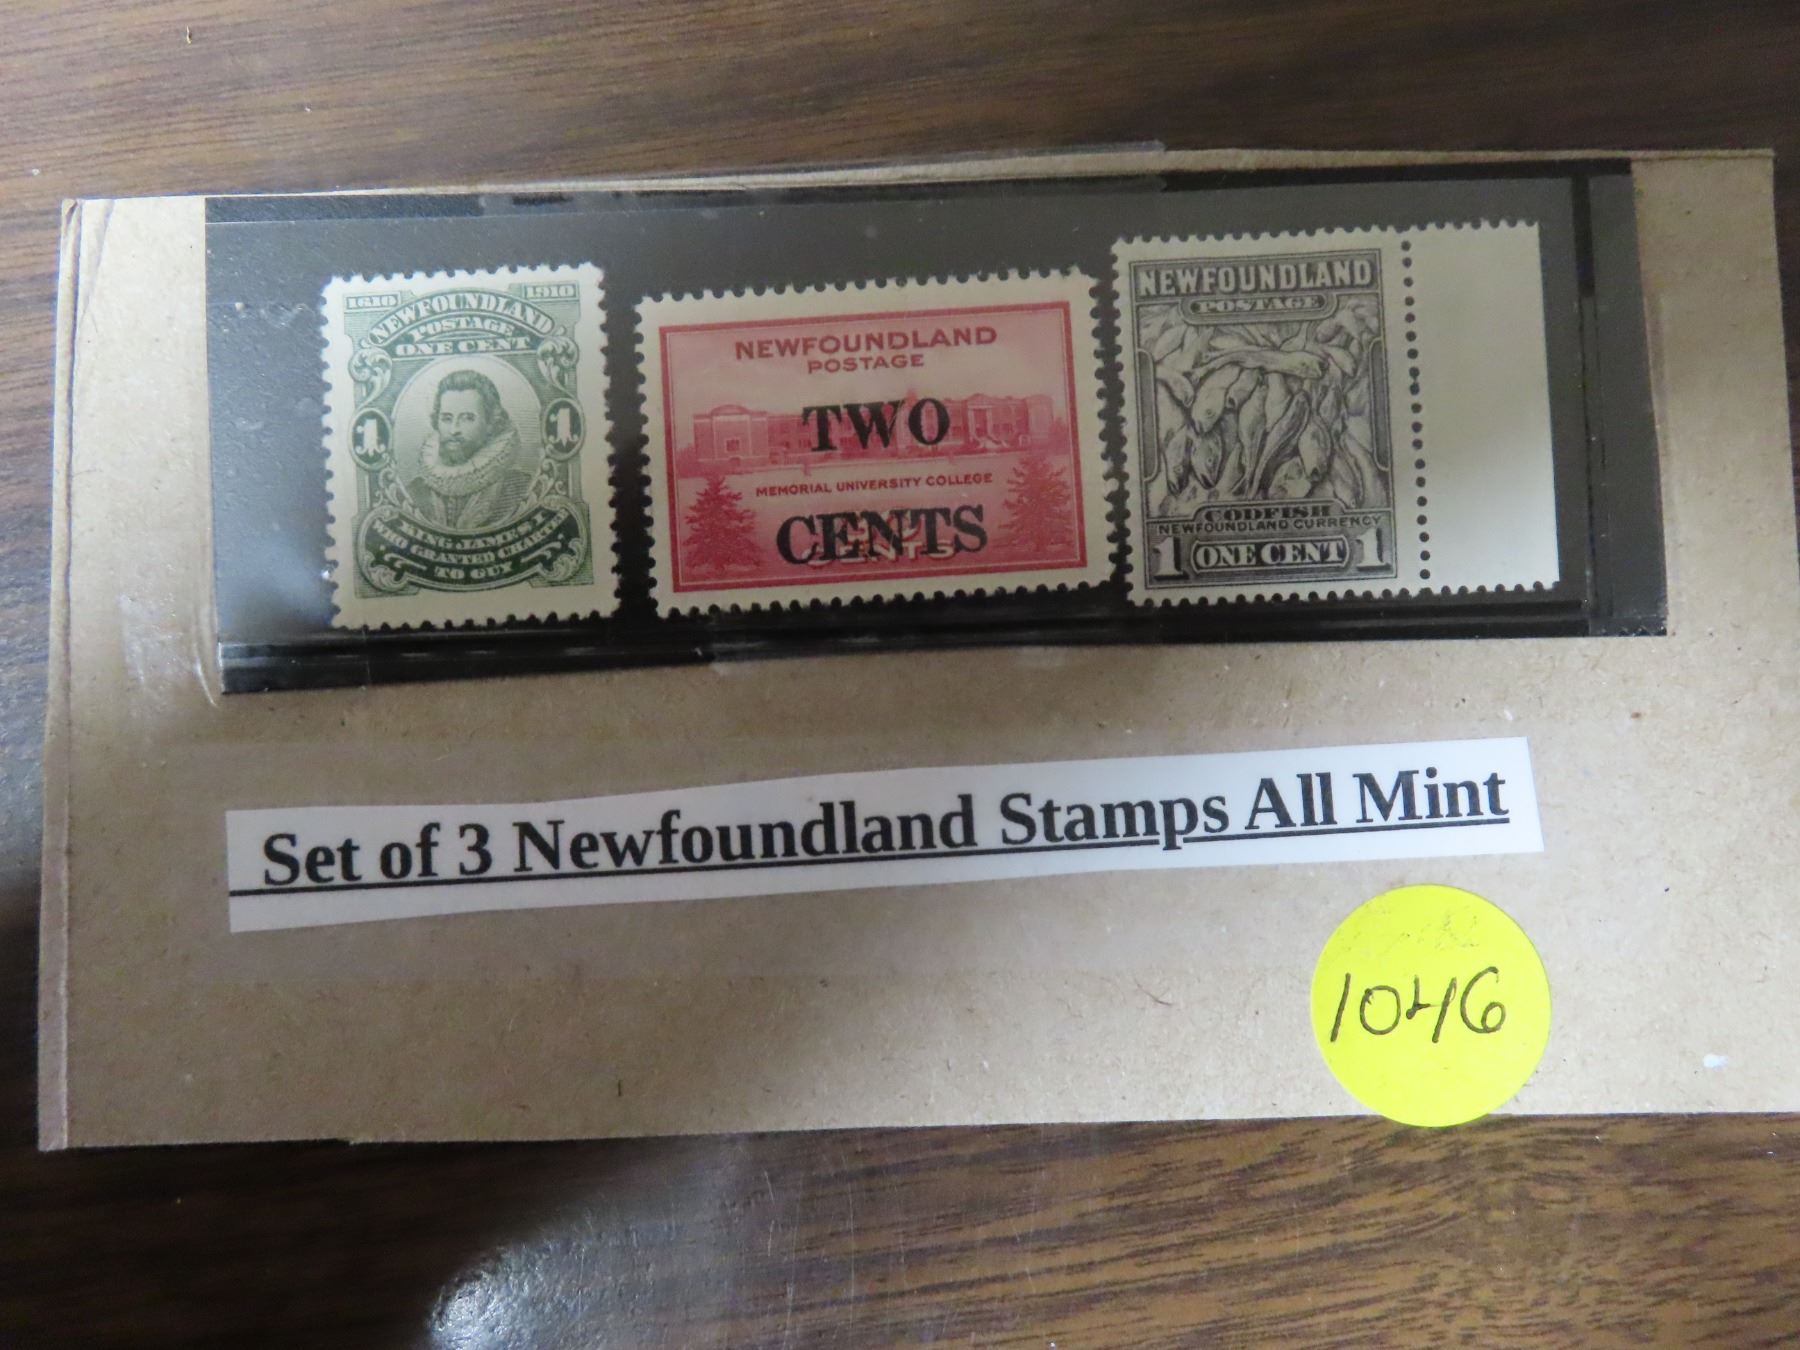 1610 1910
NEWFOUNDLAND
POSTAGE
ONE CENT
1 1
KING JAMES I
WHO GRANTED CHARTER
TO GUY
NEWFOUNDLAND
POSTAGE
TWO
MEMORIAL UNIVERSITY COLLEGE
CENTS
CENTS
NEWFOUNDLAND
POSTAGE
CODFISH
NEWFOUNDLAND CURRENCY
1 ONE CENT 1
Set of 3 Newfoundland Stamps All Mint
1046